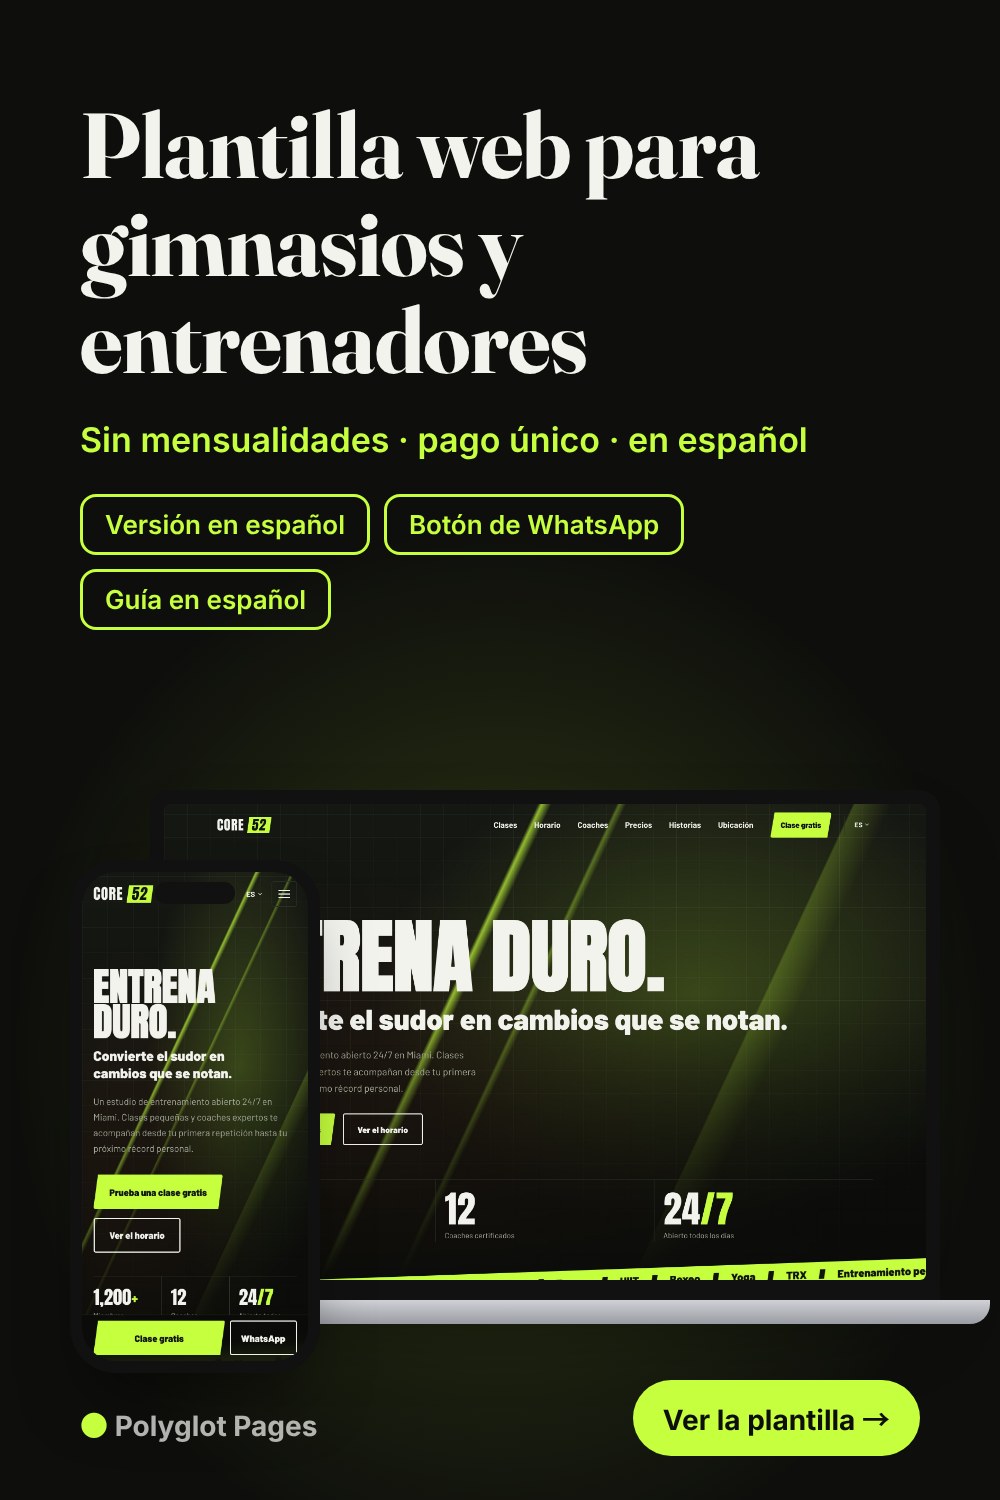 Plantilla web para
gimnasios y
entrenadores
Sin mensualidades · pago único · en español
Versión en español
Botón de WhatsApp
Guía en español
CORE 52
Clases
Horario
Coaches
Precios
Historias
Ubicación
Clase gratis
ES
TRENA DURO.
te el sudor en cambios que se notan.
ento abierto 24/7 en Miami. Clases
ertos te acompañan desde tu primera
mo récord personal.
Ver el horario
12
Coaches certificados
24/7
Abierto todos los días
HIIT / Boxeo / Yoga / TRX / Entrenamiento pe
CORE 52
ES
ENTRENA
DURO.
Convierte el sudor en
cambios que se notan.
Un estudio de entrenamiento abierto 24/7 en
Miami. Clases pequeñas y coaches expertos te
acompañan desde tu primera repetición hasta tu
próximo récord personal.
Prueba una clase gratis
Ver el horario
1,200+
12
24/7
Clase gratis
WhatsApp
Polyglot Pages
Ver la plantilla →